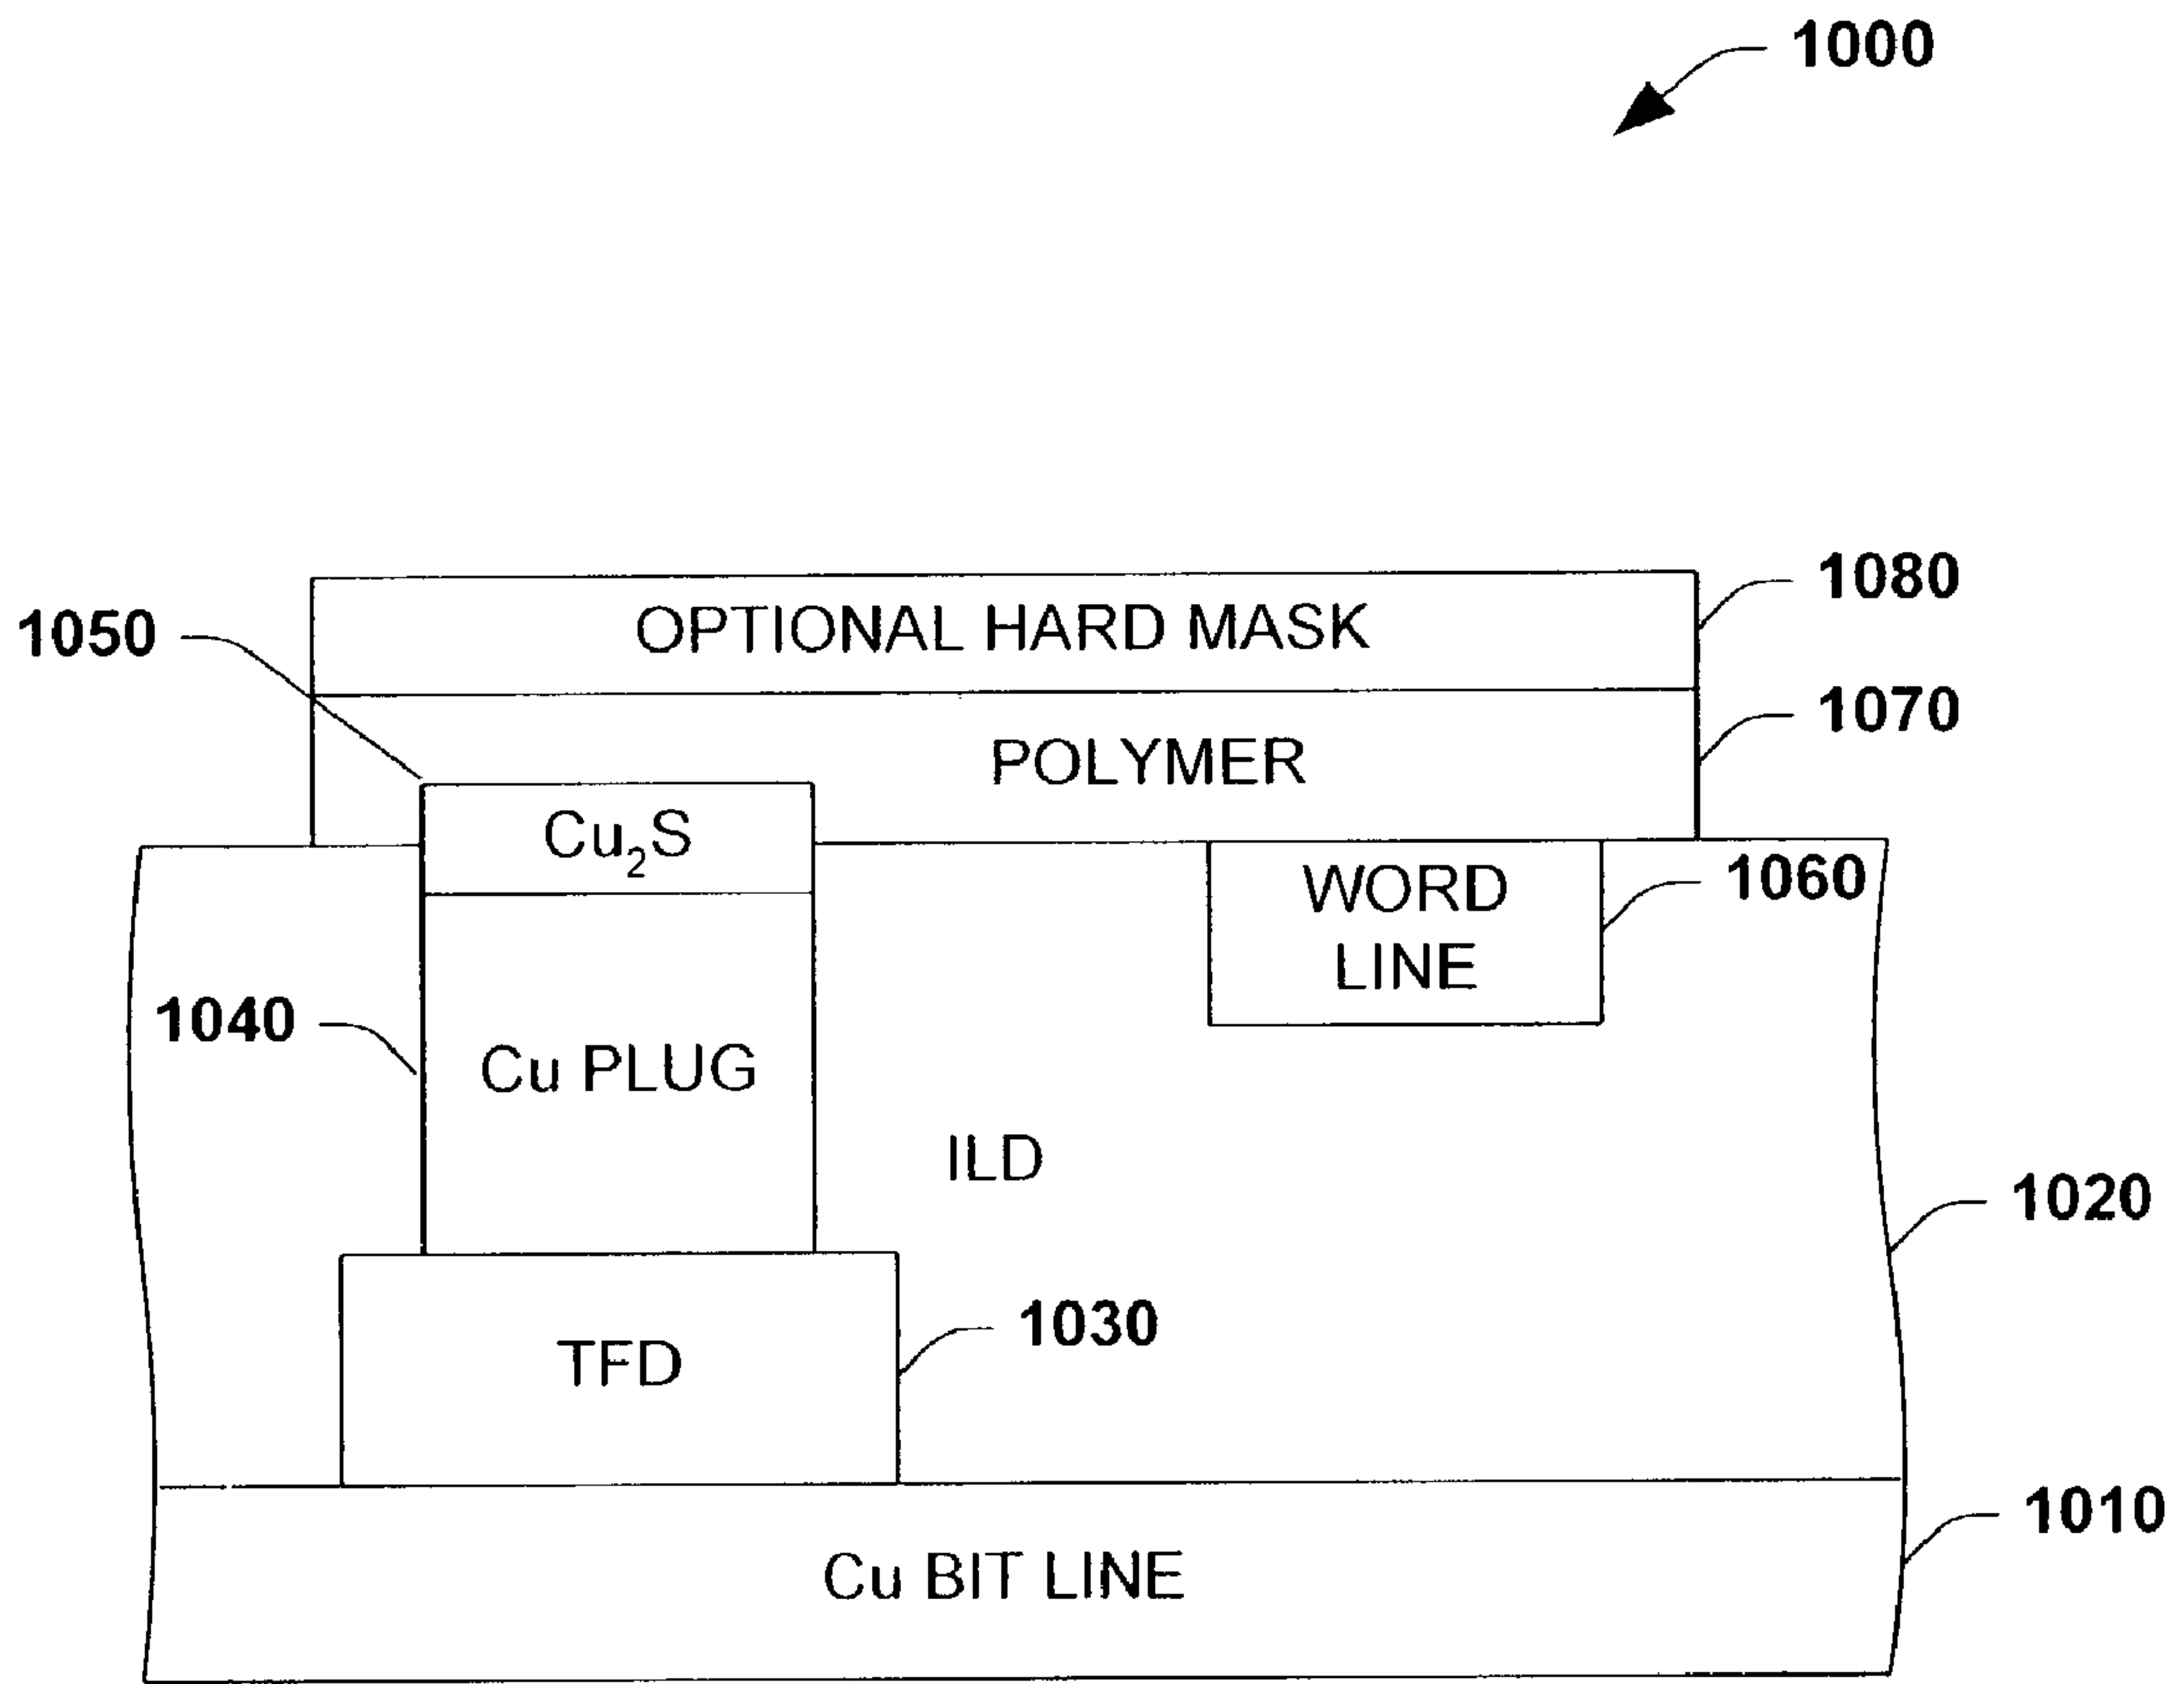 1000
1080
OPTIONAL HARD MASK
1050
1070
POLYMER
Cu₂S
1060
WORD
LINE
1040
Cu PLUG
ILD
1020
1030
TFD
1010
Cu BIT LINE